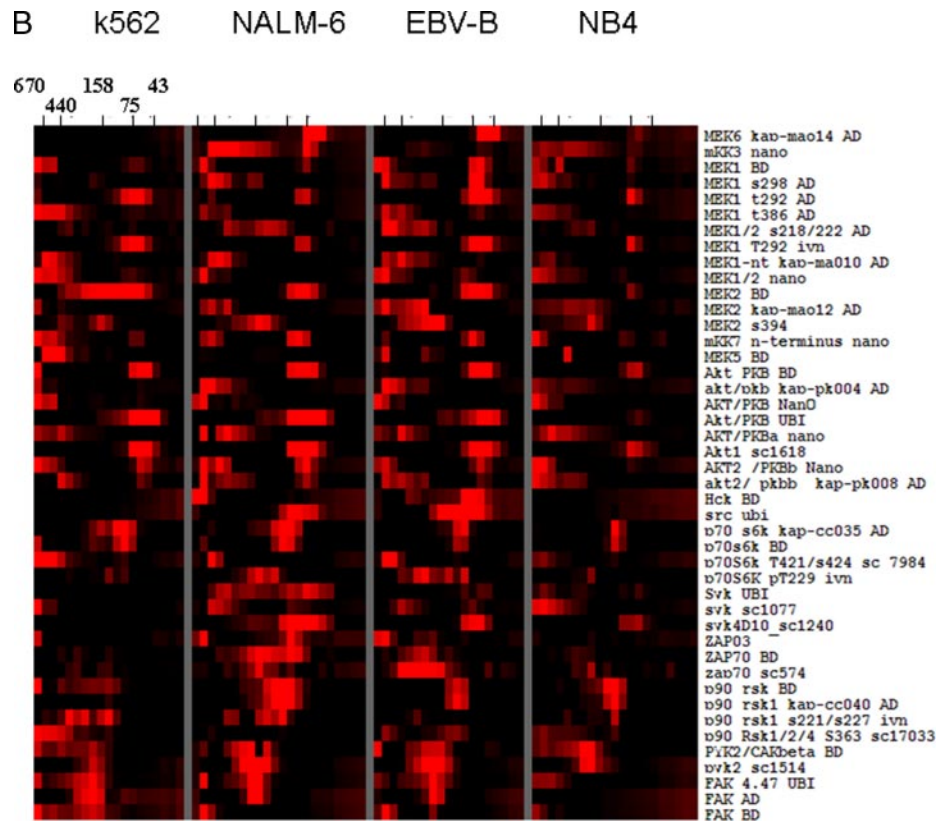 B k562 NALM-6 EBV-B NB4
670 158 43
440 75
MEK6 kap-mao14 AD
mKK3 nano
MEK1 BD
MEK1 s298 AD
MEK1 t292 AD
MEK1 t386 AD
MEK1/2 s218/222 AD
MEK1 T292 ivn
MEK1-nt kap-ma010 AD
MEK1/2 nano
MEK2 BD
MEK2 kap-mao12 AD
MEK2 s394
mKK7 n-terminus nano
MEK5 BD
Akt PKB BD
akt/pkb kap-pk004 AD
AKT/PKB NanO
Akt/PKB UBI
AKT/PKBa nano
Akt1 sc1618
AKT2 /PKBb Nano
akt2/ pkbb kap-pk008 AD
Hck BD
src ubi
p70 s6k kap-cc035 AD
p70s6k BD
p70S6k T421/s424 sc 7984
p70S6K pT229 ivn
Syk UBI
syk sc1077
syk4D10_sc1240
ZAP03
ZAP70 BD
zap70 sc574
p90 rsk BD
p90 rsk1 kap-cc040 AD
p90 rsk1 s221/s227 ivn
p90 Rsk1/2/4 S363 sc17033
PYK2/CAKbeta BD
pyk2 sc1514
FAK 4.47 UBI
FAK AD
FAK BD